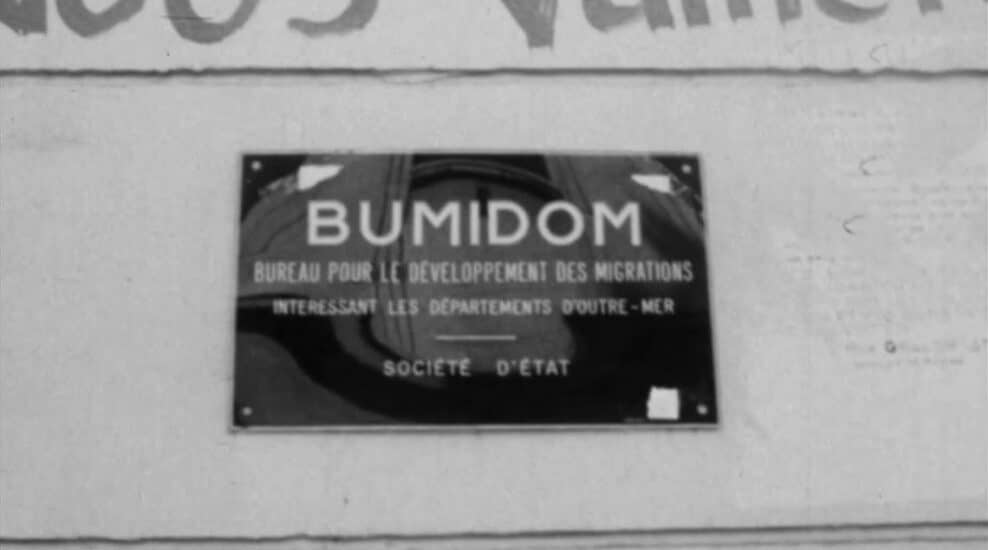 BUMIDOM
BUREAU POUR LE DÉVELOPPEMENT DES MIGRATIONS
INTERESSANT LES DÉPARTEMENTS D'OUTRE-MER
SOCIÉTÉ D'ÉTAT